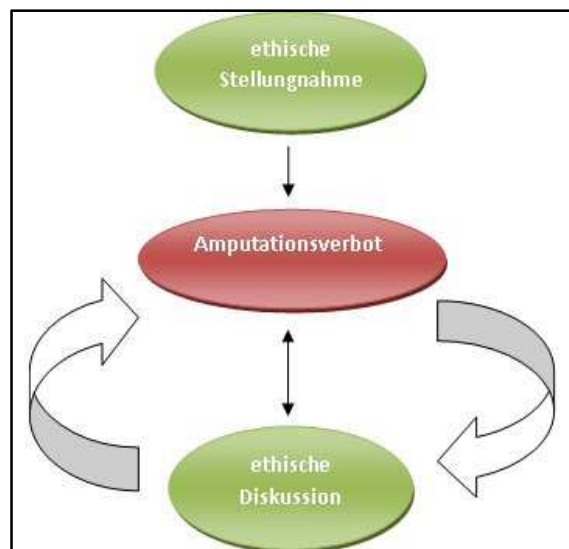 ethische
Stellungnahme
Amputationsverbot
ethische
Diskussion